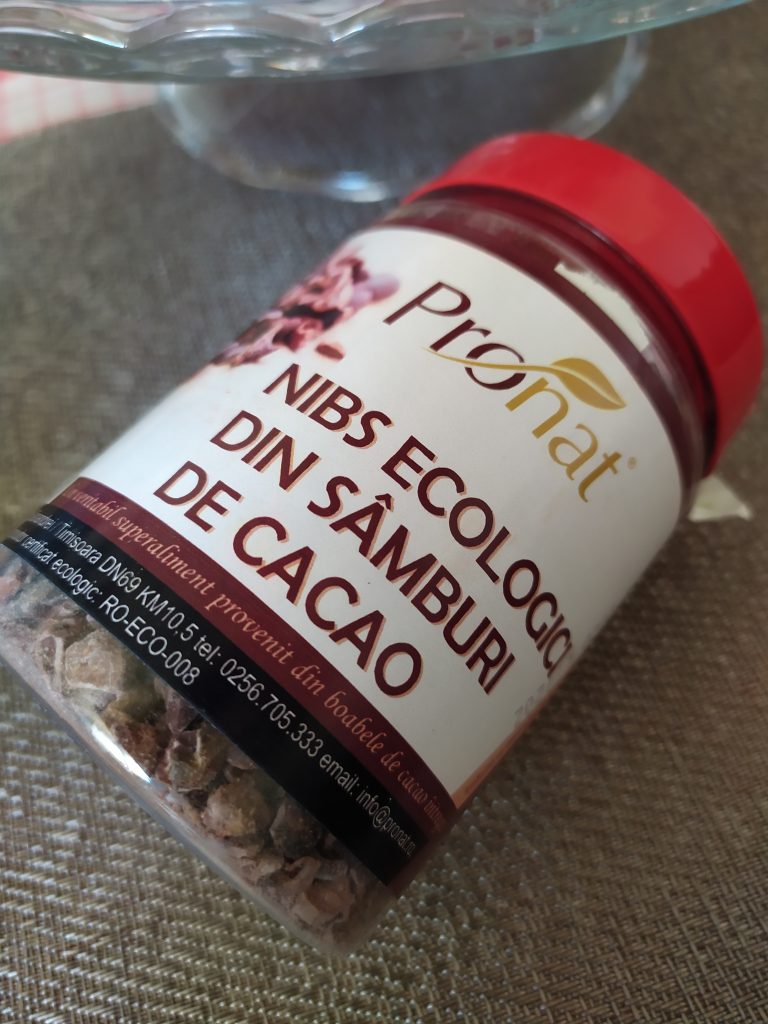 Pronat®
NIBS ECOLOGICI
DIN SÂMBURI
DE CACAO
veritabil superaliment provenit din boabele de cacao
Timisoara DN69 KM10.5 tel: 0256.705.333 email: info@pronat.ro
certificat ecologic: RO-ECO-008